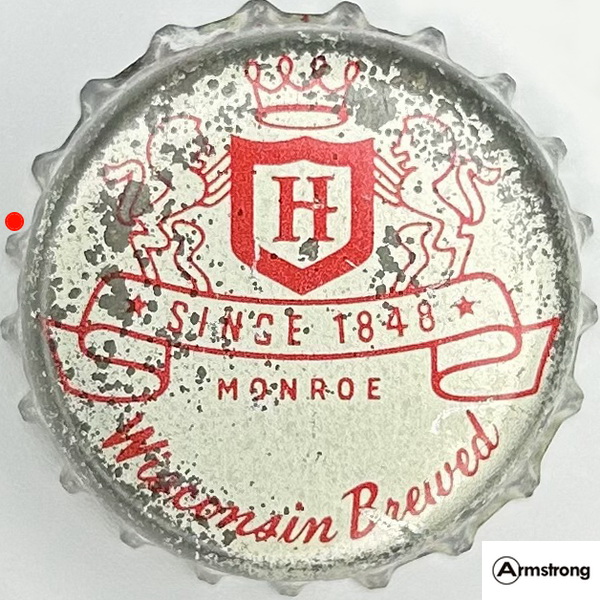 H
SINCE 1848
MONROE
Wisconsin Brewed
Armstrong